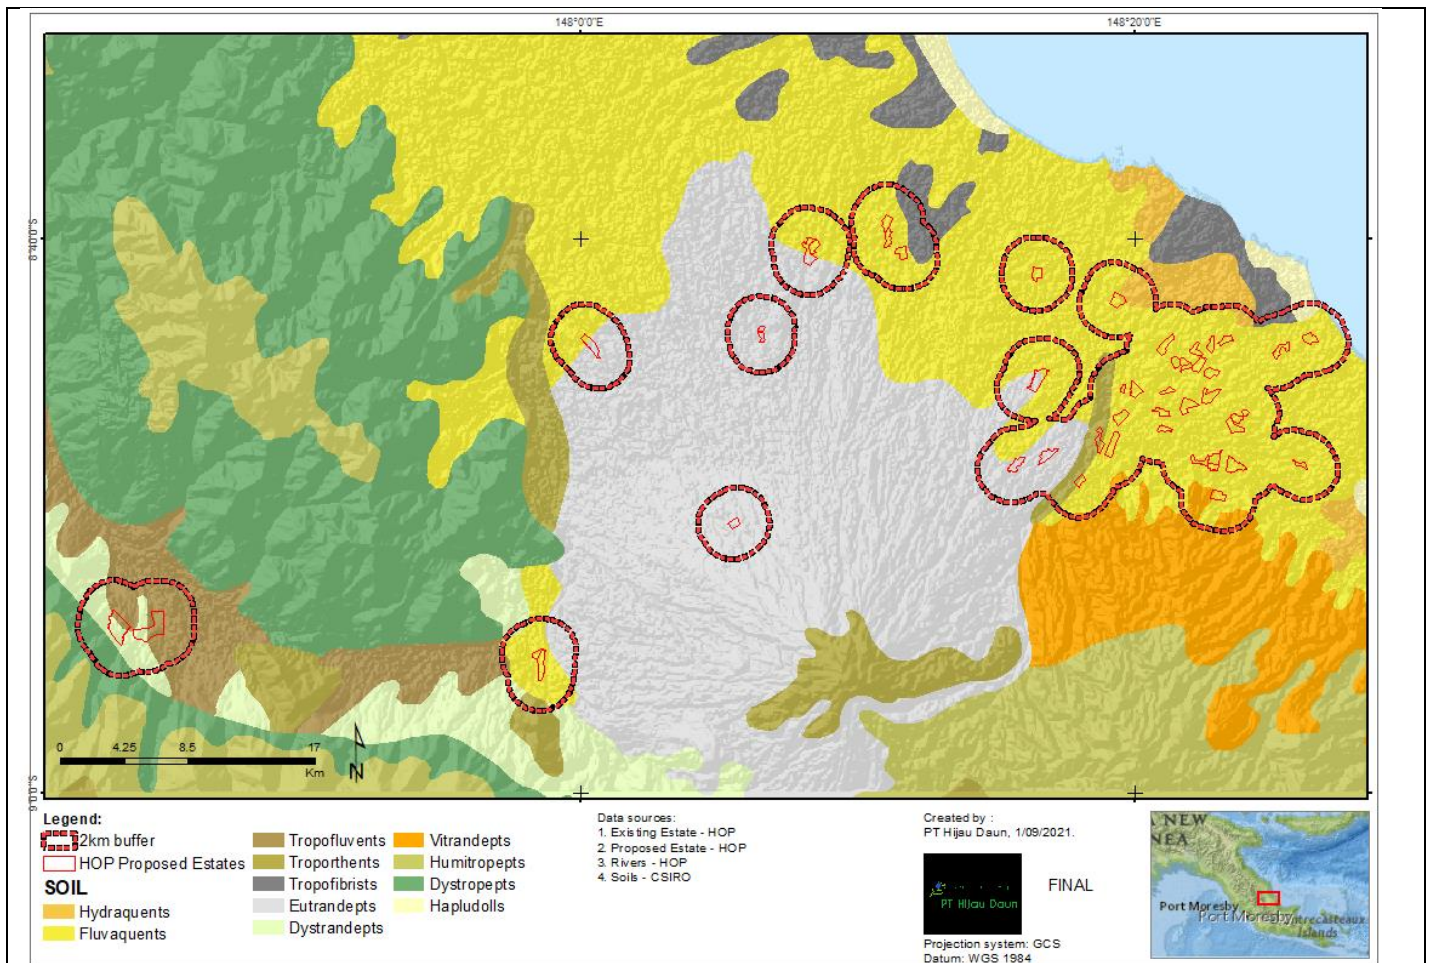 148°0'0"E
148°20'0"E
8°40'0"S
9°0'0"S
0 4.25 8.5 17
Km
N
Legend:
2km buffer
HOP Proposed Estates
SOIL
Hydraquents
Fluvaquents
Tropofluvents
Troporthents
Tropofibrists
Eutrandepts
Dystrandepts
Vitrandepts
Humitropepts
Dystropepts
Hapludolls
Data sources:
1. Existing Estate - HOP
2. Proposed Estate - HOP
3. Rivers - HOP
4. Soils - CSIRO
Created by :
PT Hijau Daun, 1/09/2021.
PT Hijau Daun
FINAL
Projection system: GCS
Datum: WGS 1984
NEW
NEA
Port Moresby
Port Moresby
Islands